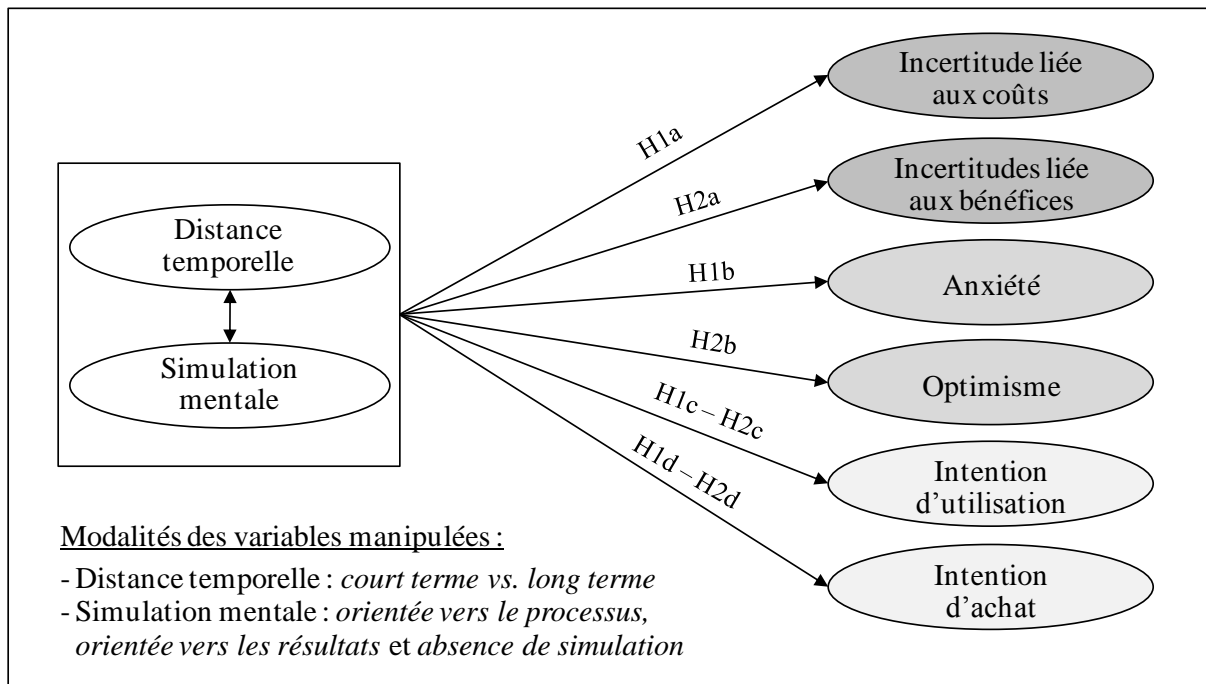 Incertitude liée
aux coûts
H1a
Incertitudes liée
aux bénéfices
H2a
Distance
temporelle
H1b
Anxiété
Simulation
mentale
H2b
Optimisme
H1c – H2c
Intention
d'utilisation
H1d – H2d
Intention
d'achat
Modalités des variables manipulées :
- Distance temporelle : court terme vs. long terme
- Simulation mentale : orientée vers le processus,
orientée vers les résultats et absence de simulation